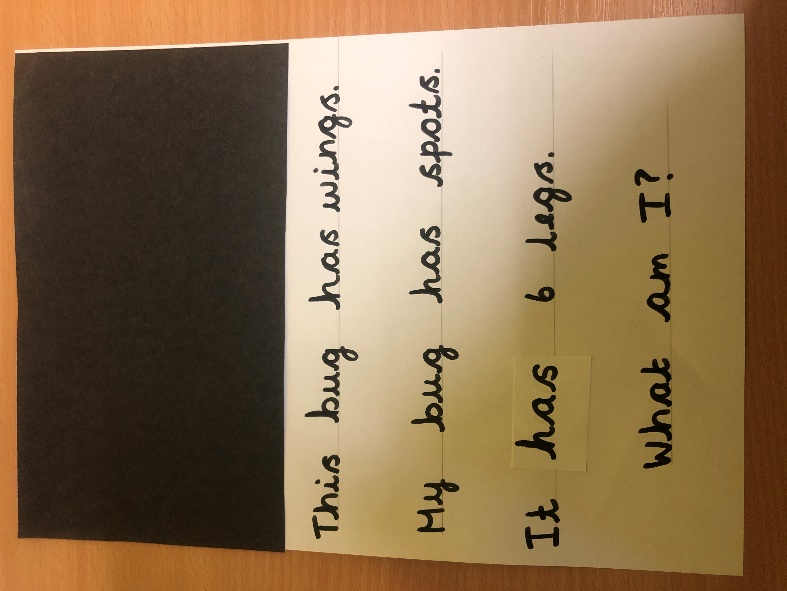 This bug has wings.
My bug has spots.
It has 6 legs.
What am I?